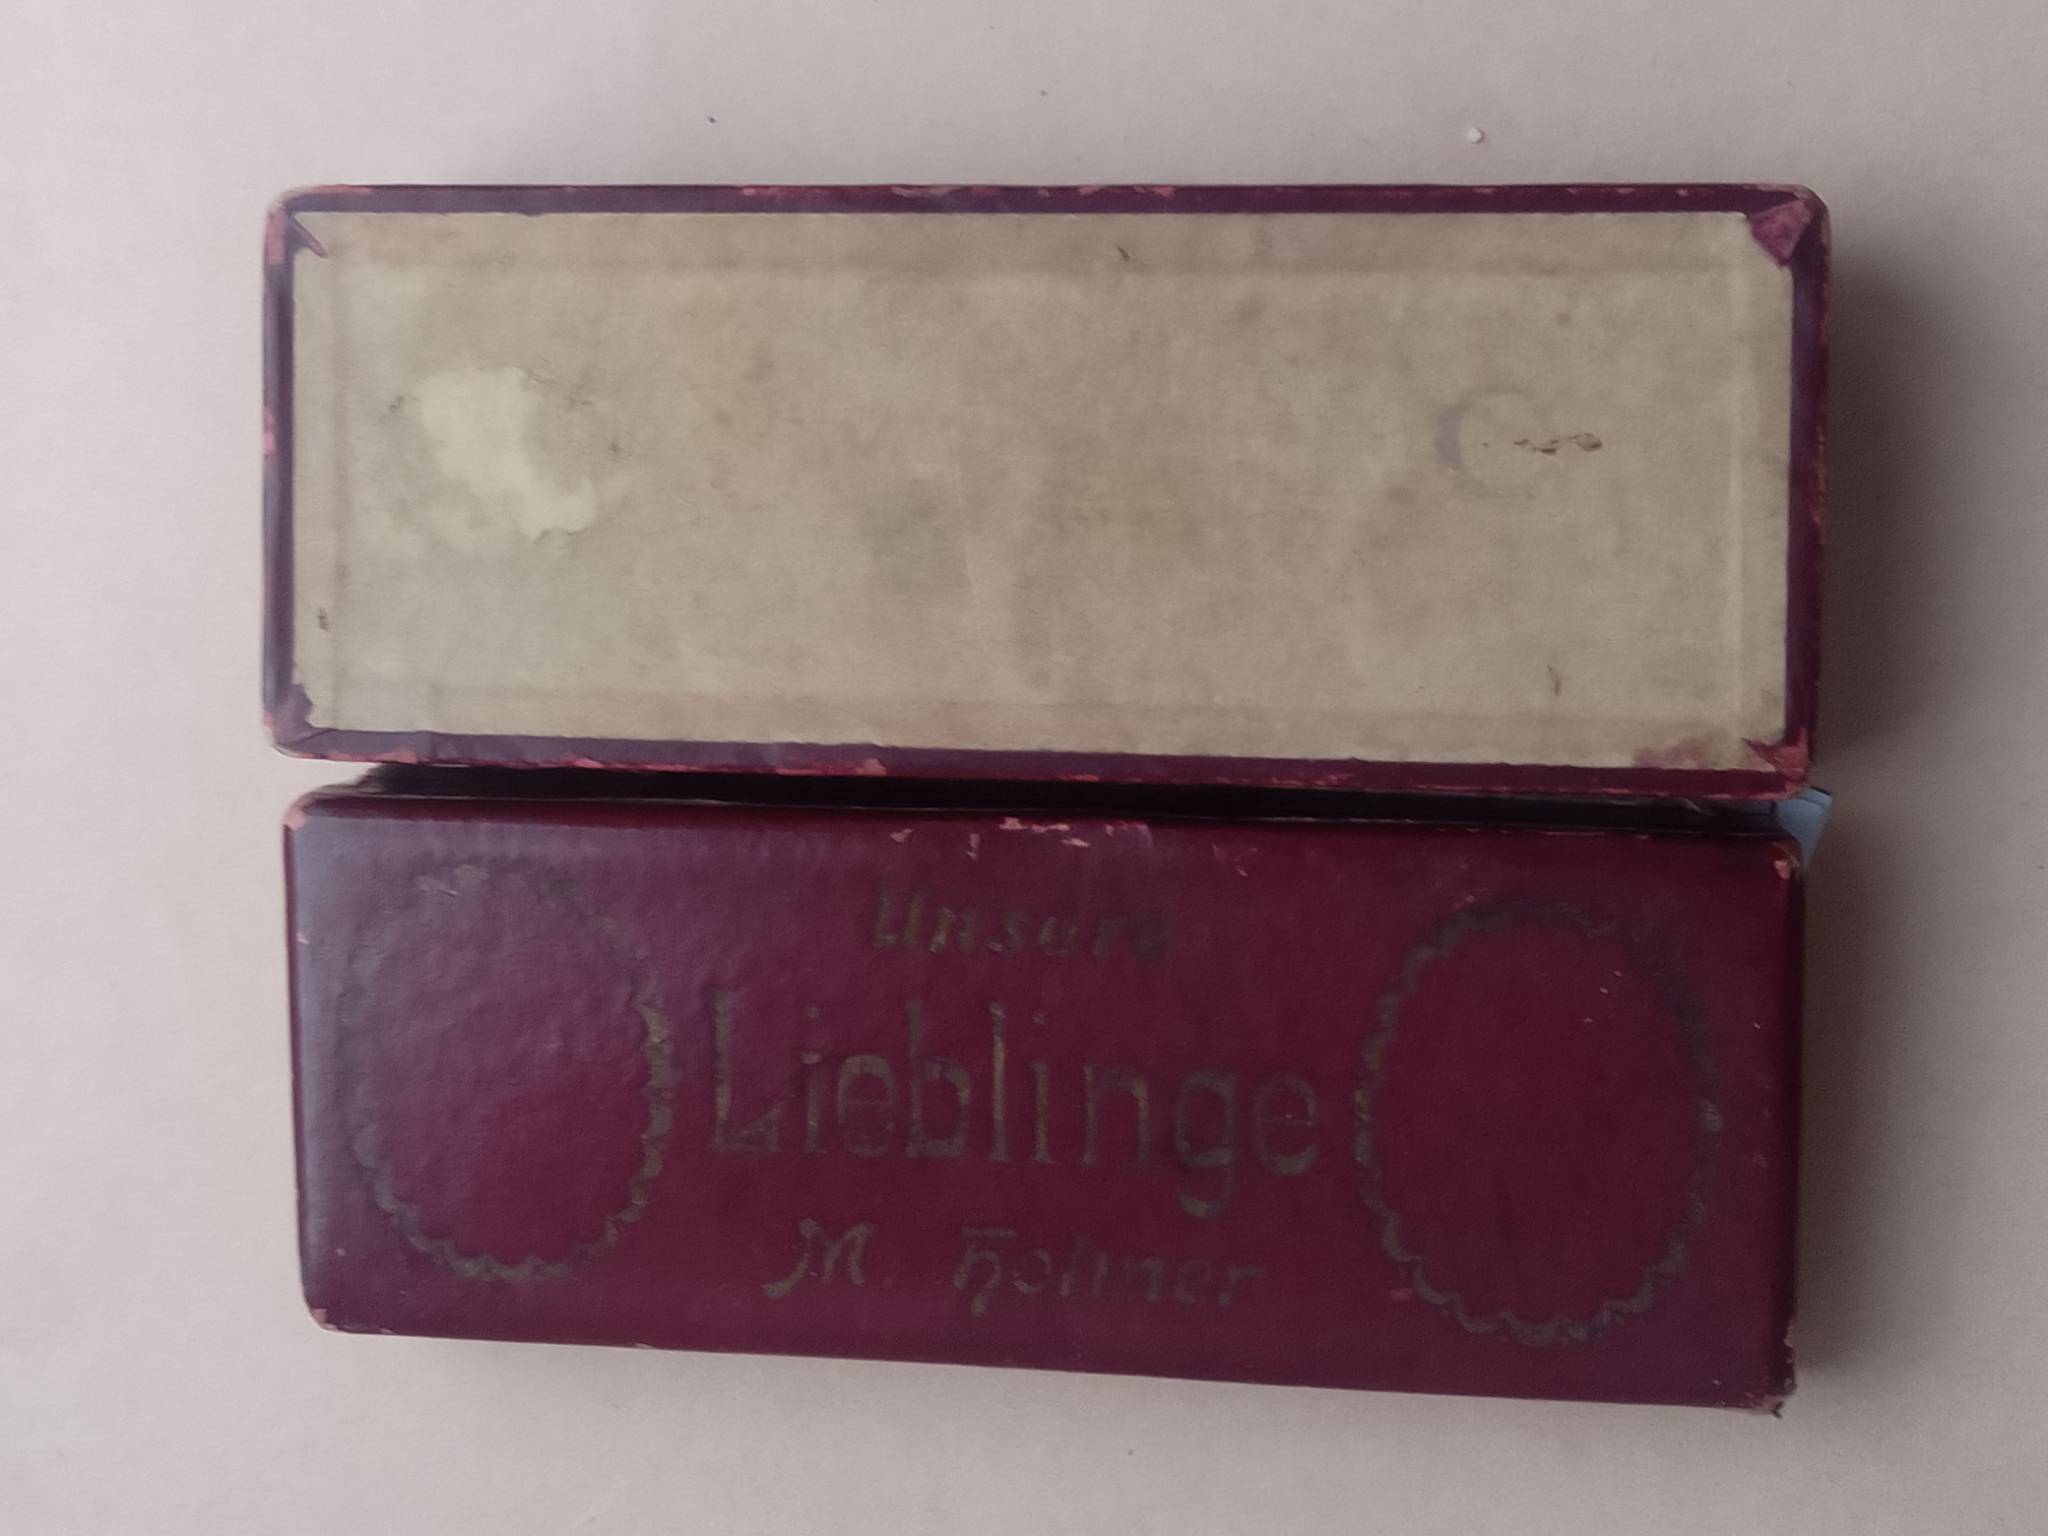 Unsere
Lieblinge
M. Hohner